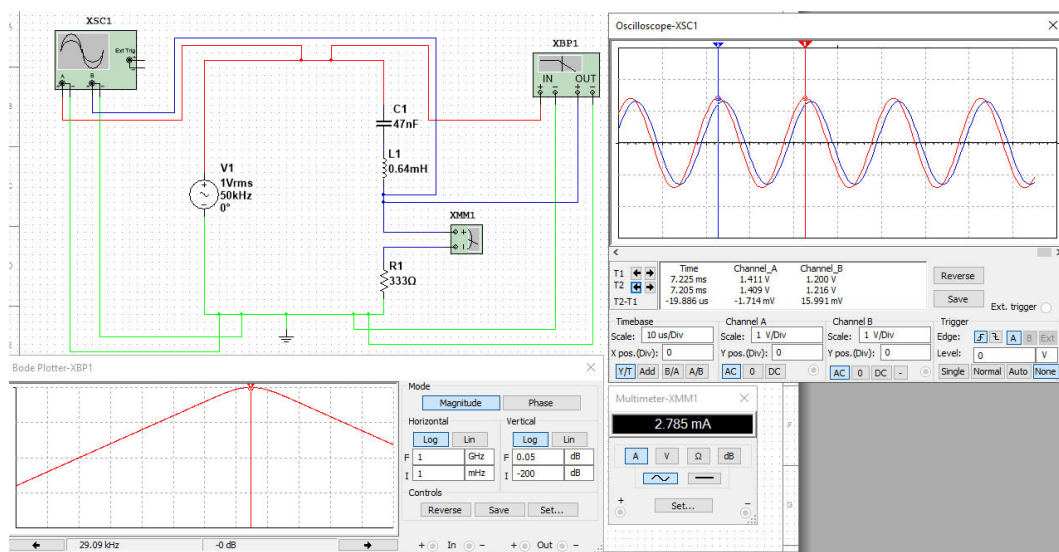 XSC1
Ext Trig
A
B
V1
1Vrms
50kHz
0°
C1
47nF
L1
0.64mH
XMM1
R1
333Ω
XBP1
IN OUT
Oscilloscope-XSC1
Time Channel_A Channel_B
T1 7.225 ms 1.411 V 1.200 V
T2 7.205 ms 1.409 V 1.216 V
T2-T1 -19.886 us -1.714 mV 15.991 mV
Reverse
Save
Ext. trigger
Timebase
Scale: 10 us/Div
X pos.(Div): 0
Y/T Add B/A A/B
Channel A
Scale: 1 V/Div
Y pos.(Div): 0
AC 0 DC
Channel B
Scale: 1 V/Div
Y pos.(Div): 0
AC 0 DC -
Trigger
Edge: A B Ext
Level: 0 V
Single Normal Auto None
Bode Plotter-XBP1
29.09 kHz -0 dB
Mode
Magnitude Phase
Horizontal Vertical
Log Lin Log Lin
F 1 GHz F 0.05 dB
I 1 mHz I -200 dB
Controls
Reverse Save Set...
+ In - + Out -
Multimeter-XMM1
2.785 mA
A V Ω dB
+ Set... -